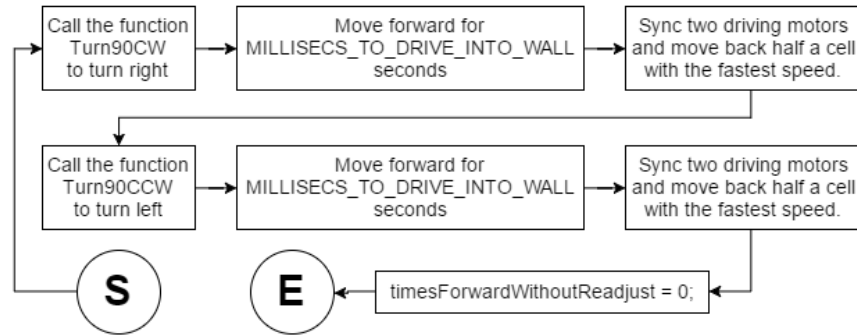 Call the function
Turn90CW
to turn right
Move forward for
MILLISECS_TO_DRIVE_INTO_WALL
seconds
Sync two driving motors
and move back half a cell
with the fastest speed.
Call the function
Turn90CCW
to turn left
Move forward for
MILLISECS_TO_DRIVE_INTO_WALL
seconds
Sync two driving motors
and move back half a cell
with the fastest speed.
S
E
timesForwardWithoutReadjust = 0;